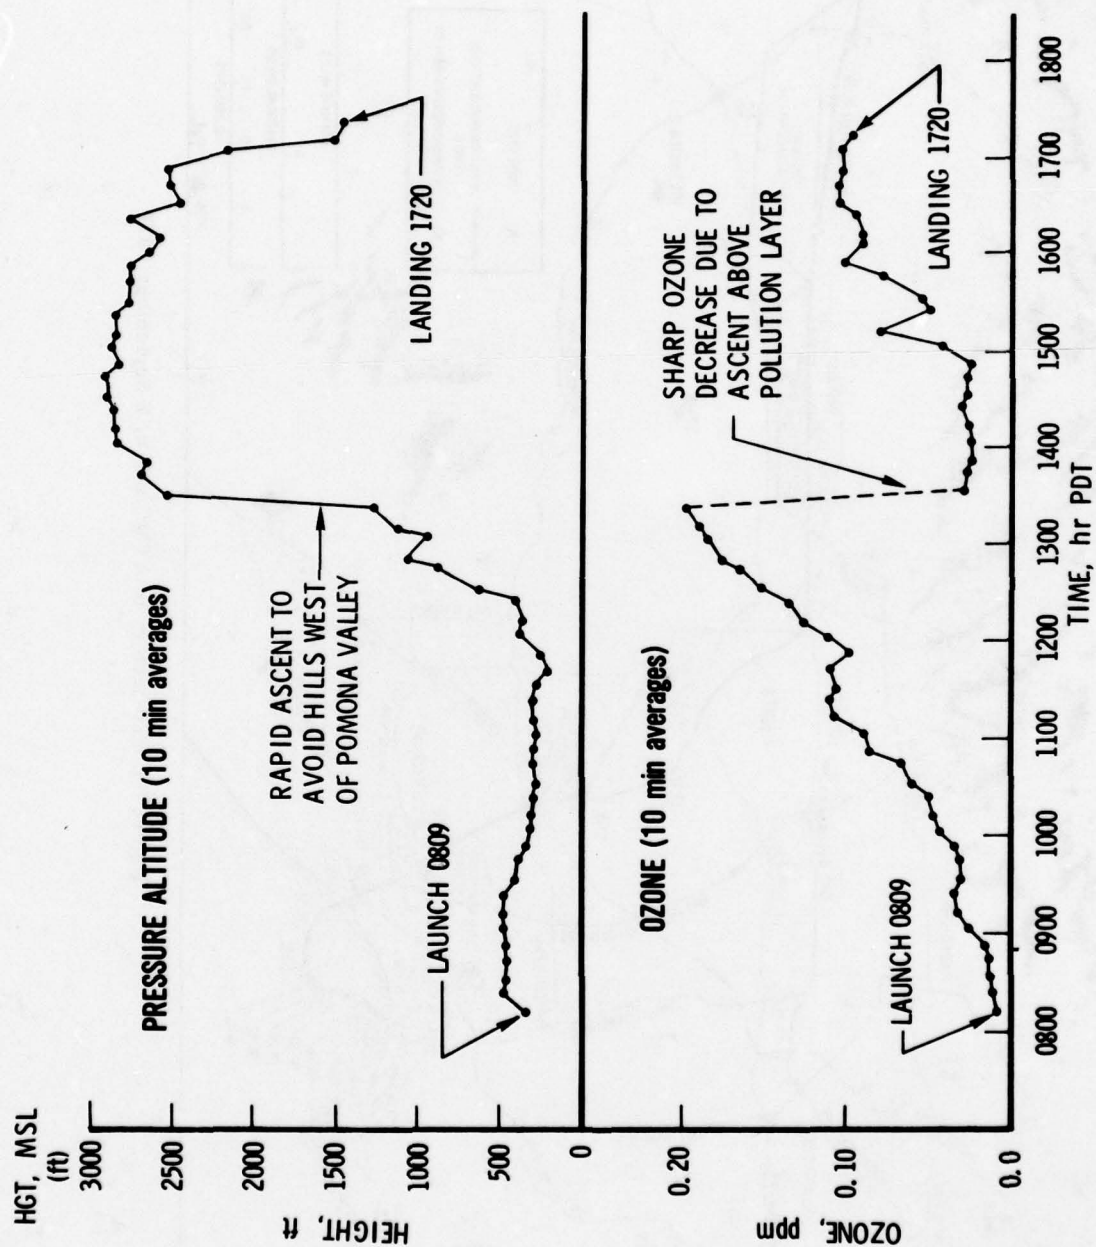 HGT, MSL
(ft)
3000
2500
2000
1500
1000
500
0
HEIGHT, ft
PRESSURE ALTITUDE (10 min averages)
LAUNCH 0809
RAPID ASCENT TO
AVOID HILLS WEST
OF POMONA VALLEY
LANDING 1720
0.20
0.10
0.0
OZONE, ppm
OZONE (10 min averages)
LAUNCH 0809
SHARP OZONE
DECREASE DUE TO
ASCENT ABOVE
POLLUTION LAYER
LANDING 1720
0800
0900
1000
1100
1200
1300
1400
1500
1600
1700
1800
TIME, hr PDT